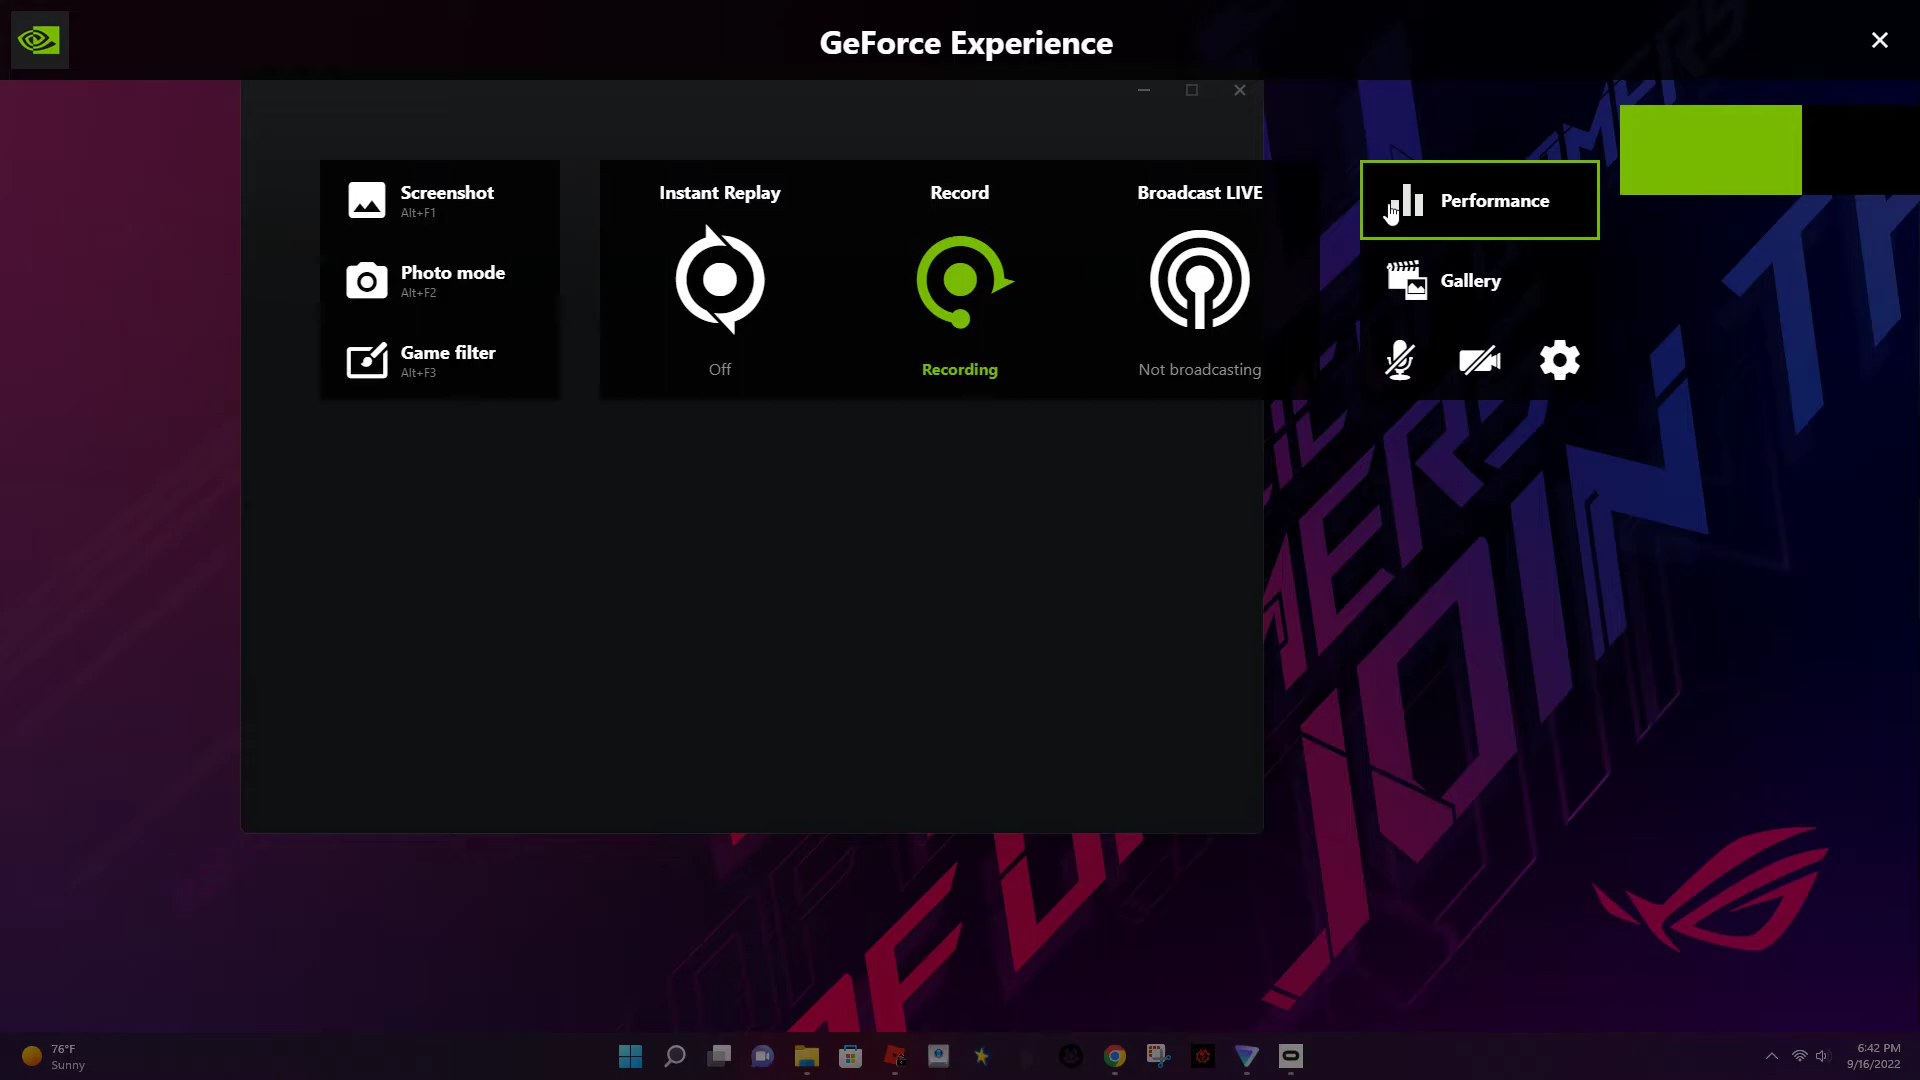 GeForce Experience
Screenshot
Alt+F1
Photo mode
Alt+F2
Game filter
Alt+F3
Instant Replay
Off
Record
Recording
Broadcast LIVE
Not broadcasting
Performance
Gallery
JOIN
76°F
Sunny
6:42 PM
9/16/2022